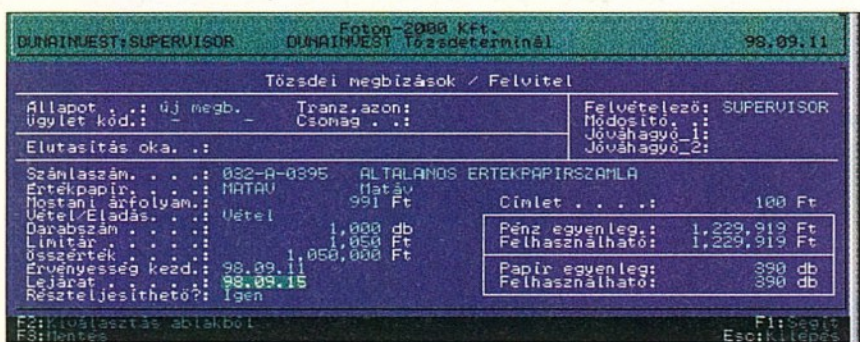 Foton-2000 Kft.
DUNAINVEST:SUPERVISOR DUNAINVEST Tőzsdeterminál 98.09.11
Tőzsdei megbízások / Felvitel
Állapot . . .: új megb. Tranz.azon: Felvételező: SUPERVISOR
Ügylet kód.: - - Csomag . .: Módosító. .:
Jóváhagyó_1:
Elutasítás oka. .: Jóváhagyó_2:
Számlaszám. . . .: 032-A-0395 ÁLTALÁNOS ÉRTÉKPAPÍRSZÁMLA
Értékpapír. . . .: MATAV Matáv
Mostani árfolyam.: 991 Ft Címlet . . . .: 100 Ft
Vétel/Eladás. . .: Vétel
Darabszám . . . .: 1,000 db Pénz egyenleg.: 1,229,919 Ft
Limitár . . . . .: 1,050 Ft Felhasználható: 1,229,919 Ft
Összérték . . . .: 1,050,000 Ft
Érvényesség kezd.: 98.09.11 Papír egyenleg: 390 db
Lejárat . . . . .: 98.09.15 Felhasználható: 390 db
Részteljesíthető?: Igen
F2:Kiválasztás ablakból F1:Segít
F3:Mentés Esc:Kilépés